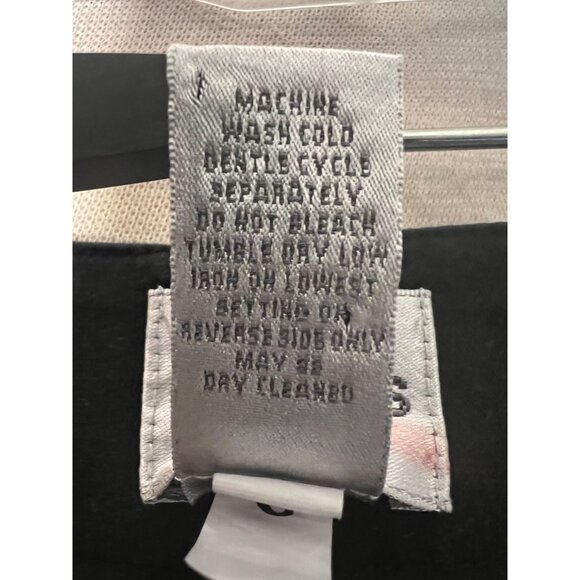 MACHINE
WASH COLD
GENTLE CYCLE
SEPARATELY
DO NOT BLEACH
TUMBLE DRY LOW
IRON ON LOWEST
SETTING ON
REVERSE SIDE ONLY
MAY BE
DRY CLEANED